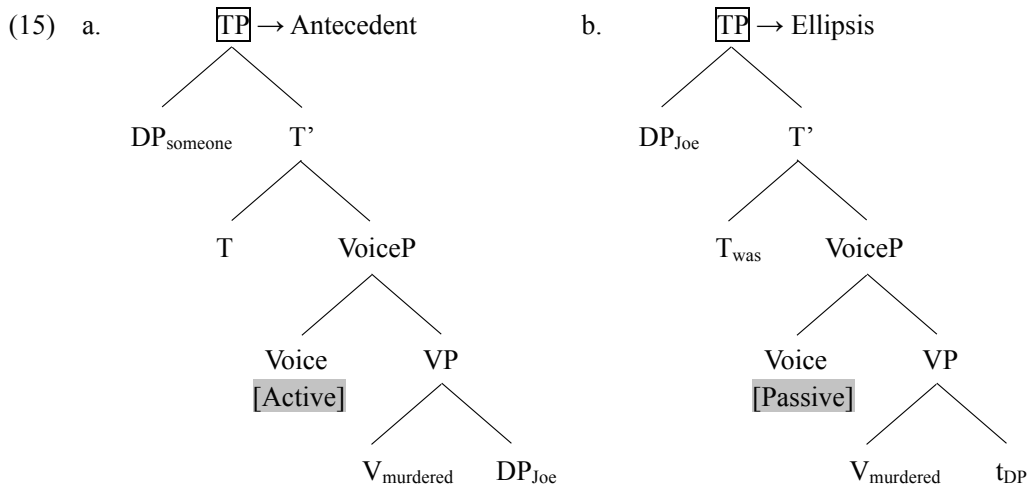 (15) a. TP → Antecedent b. TP → Ellipsis
DPsomeone T’ DPJoe T’
T VoiceP Twas VoiceP
Voice VP Voice VP
[Active] [Passive]
Vmurdered DPJoe Vmurdered tDP